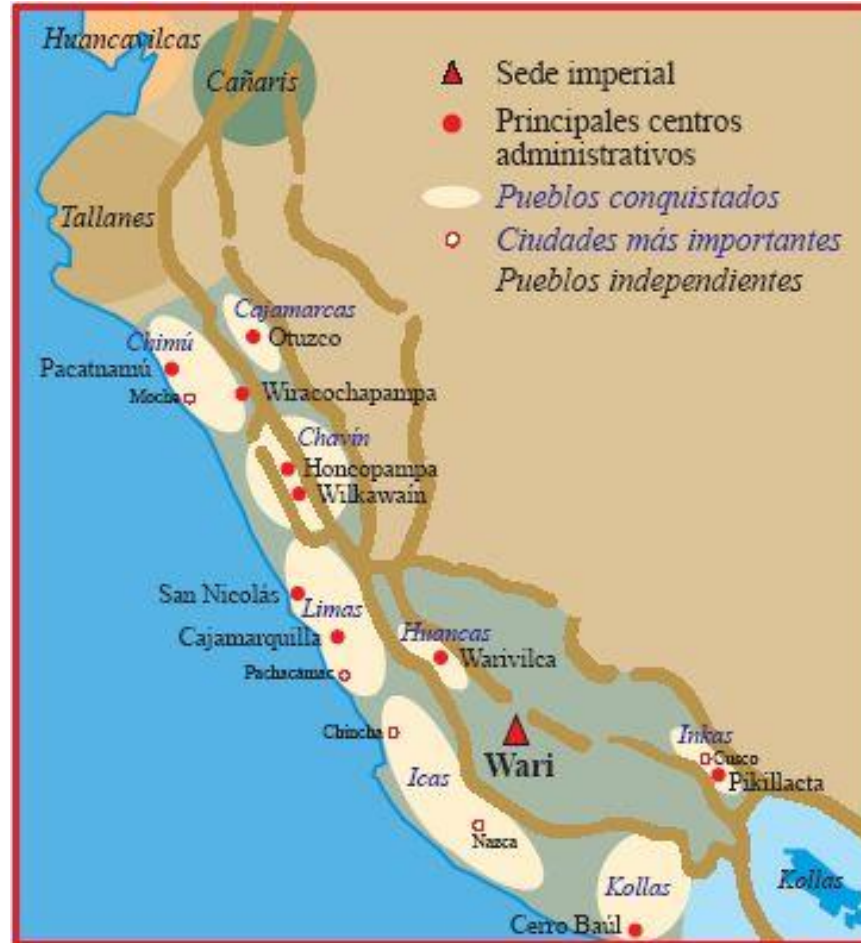 Huancavilcas
Cañaris
Sede imperial
Principales centros
administrativos
Pueblos conquistados
Ciudades más importantes
Pueblos independientes
Tallanes
Cajamarcas
Otuzco
Chimú
Pacatnamú
Moche
Wiracochapampa
Chavín
Honcopampa
Wilkawaín
San Nicolás
Limas
Cajamarquilla
Pachacámac
Huancas
Warivilca
Chincha
Wari
Inkas
Cusco
Pikillacta
Icas
Nazca
Kollas
Kollas
Cerro Baúl